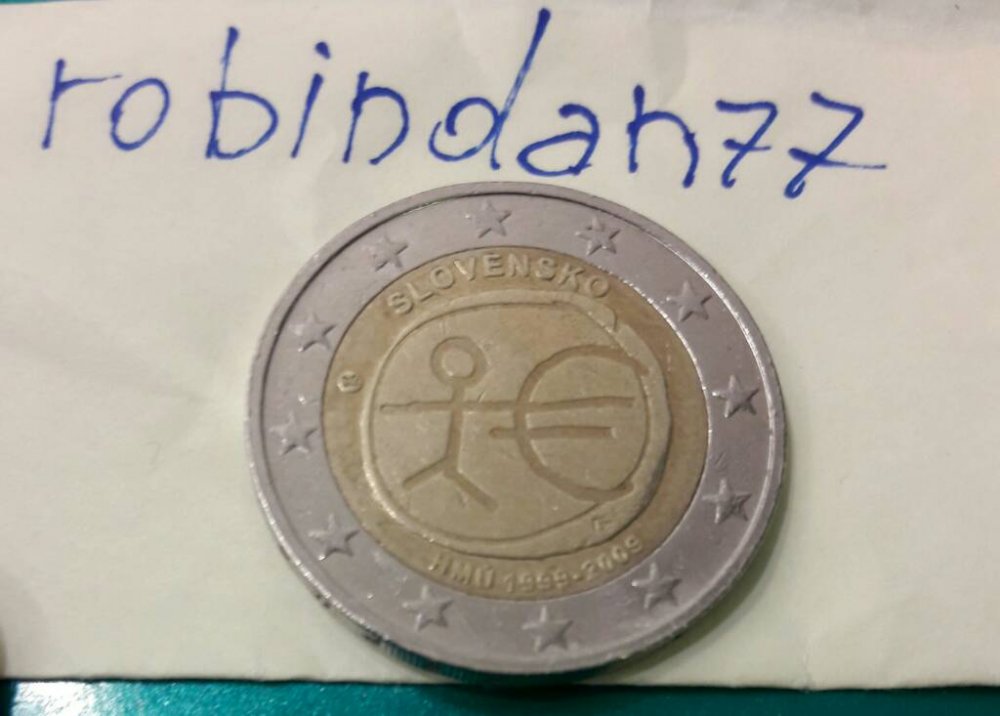 robindan77
SLOVENSKO
€
HMÚ 1999-2009